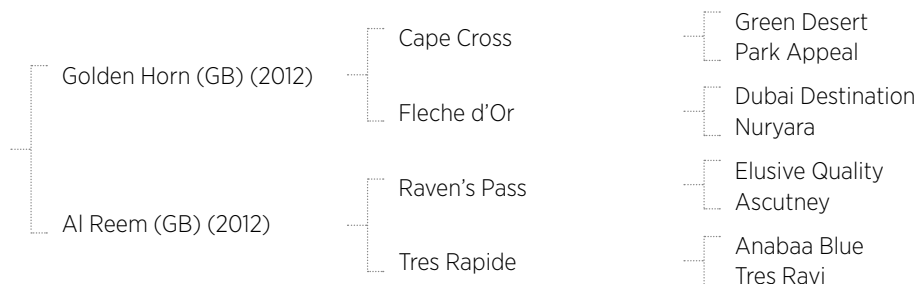 Green Desert
Cape Cross
Park Appeal
Golden Horn (GB) (2012)
Dubai Destination
Fleche d’Or
Nuryara
Elusive Quality
Raven’s Pass
Ascutney
Al Reem (GB) (2012)
Anabaa Blue
Tres Rapide
Tres Ravi